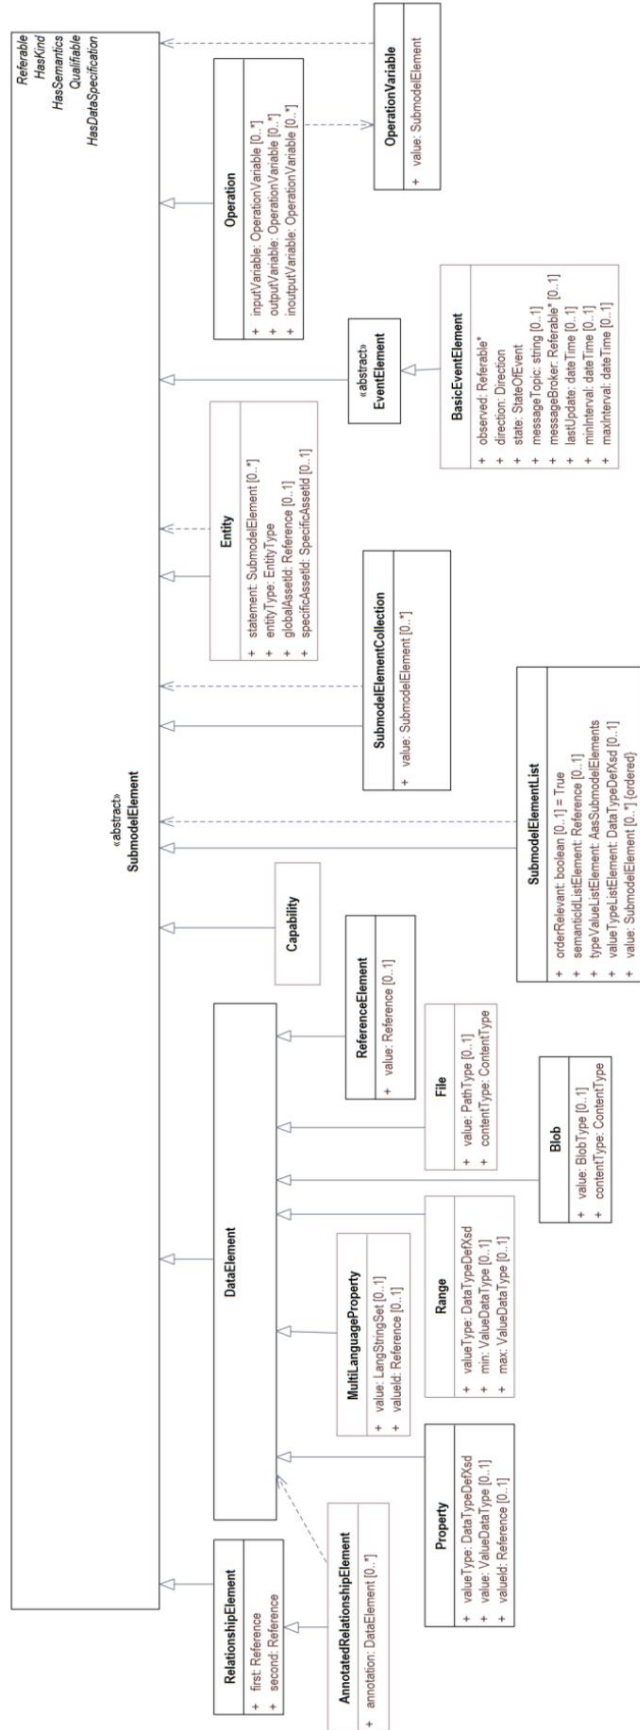 Referable
HasKind
HasSemantics
Qualifiable
HasDataSpecification
«abstract»
SubmodelElement
RelationshipElement
+ first: Reference
+ second: Reference
AnnotatedRelationshipElement
+ annotation: DataElement [0..*]
DataElement
Property
+ valueType: DataTypeDefXsd
+ value: ValueDataType [0..1]
+ valueId: Reference [0..1]
MultiLanguageProperty
+ value: LangStringSet [0..1]
+ valueId: Reference [0..1]
Range
+ valueType: DataTypeDefXsd
+ min: ValueDataType [0..1]
+ max: ValueDataType [0..1]
Blob
+ value: BlobType [0..1]
+ contentType: ContentType
File
+ value: PathType [0..1]
+ contentType: ContentType
ReferenceElement
+ value: Reference [0..1]
Capability
SubmodelElementList
+ orderRelevant: boolean [0..1] = True
+ semanticIdListElement: Reference [0..1]
+ typeValueListElement: AasSubmodelElements
+ valueTypeListElement: DataTypeDefXsd [0..1]
+ value: SubmodelElement [0..*] {ordered}
SubmodelElementCollection
+ value: SubmodelElement [0..*]
Entity
+ statement: SubmodelElement [0..*]
+ entityType: EntityType
+ globalAssetId: Reference [0..1]
+ specificAssetId: SpecificAssetId [0..1]
«abstract»
EventElement
BasicEventElement
+ observed: Referable*
+ direction: Direction
+ state: StateOfEvent
+ messageTopic: string [0..1]
+ messageBroker: Referable* [0..1]
+ lastUpdate: dateTime [0..1]
+ minInterval: dateTime [0..1]
+ maxInterval: dateTime [0..1]
Operation
+ inputVariable: OperationVariable [0..*]
+ outputVariable: OperationVariable [0..*]
+ inoutputVariable: OperationVariable [0..*]
OperationVariable
+ value: SubmodelElement